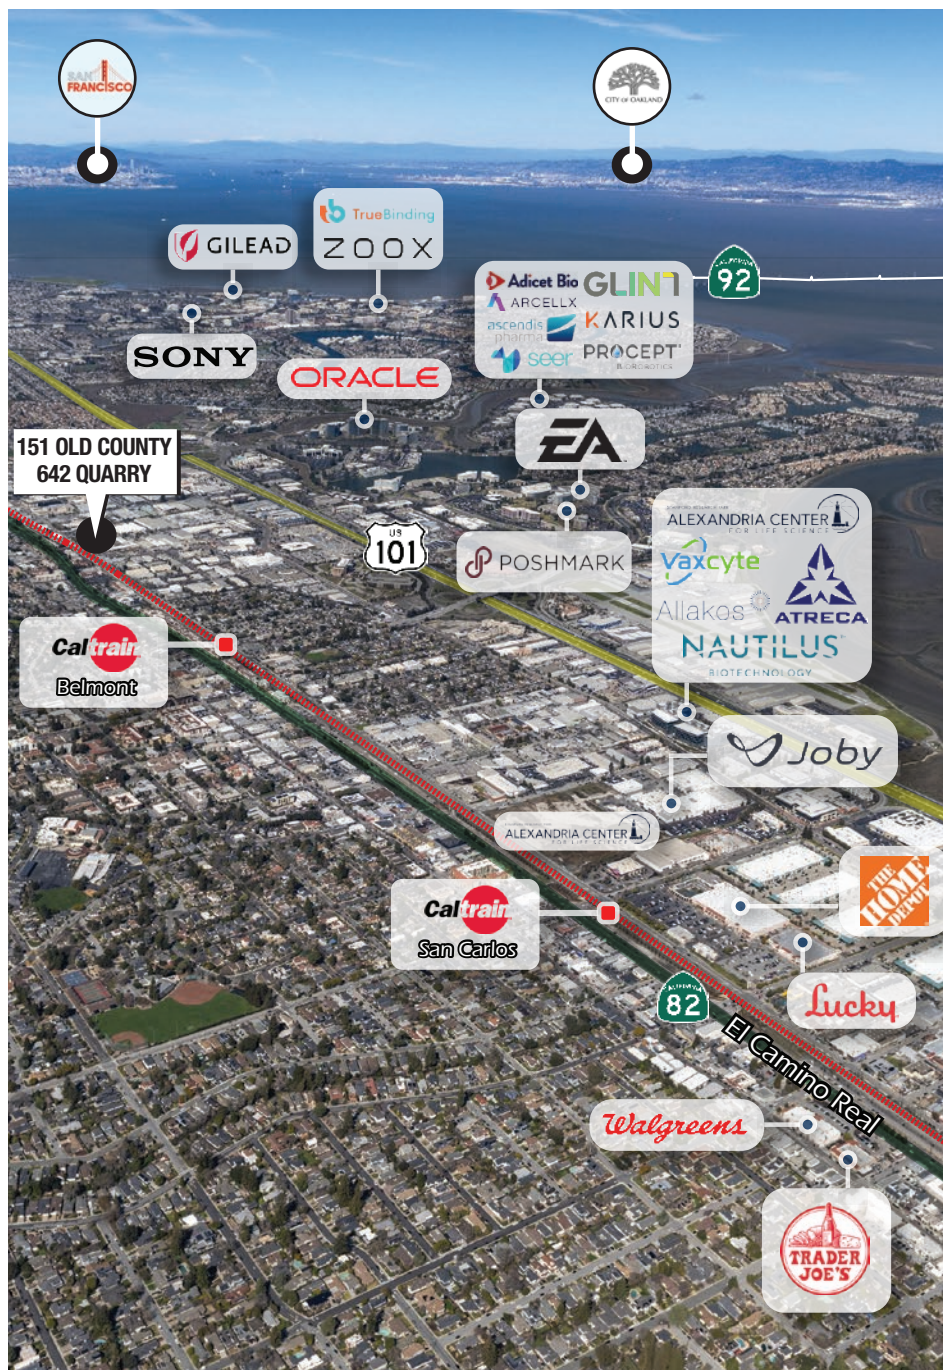 SAN
FRANCISCO
CITY OF OAKLAND
TrueBinding
ZOOX
GILEAD
SONY
ORACLE
Adicet Bio
GLINT
ARCELLX
ascendis
pharma
KARIUS
seer
PROCEPT
BIOROBOTICS
CALIFORNIA
92
EA
151 OLD COUNTY
642 QUARRY
US
101
POSHMARK
ALEXANDRIA CENTER
FOR LIFE SCIENCE
Vaxcyte
Allakos
ATRECA
NAUTILUS
BIOTECHNOLOGY
Caltrain
Belmont
Joby
ALEXANDRIA CENTER
FOR LIFE SCIENCE
THE
HOME
DEPOT
Caltrain
San Carlos
CALIFORNIA
82
Lucky
El Camino Real
Walgreens
TRADER
JOE'S